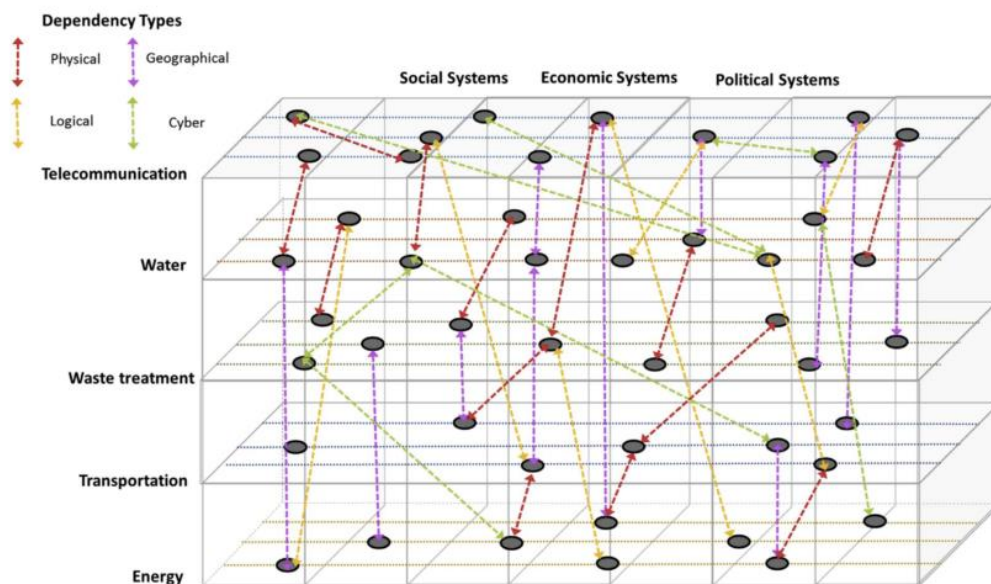 Dependency Types
Physical
Geographical
Logical
Cyber
Social Systems
Economic Systems
Political Systems
Telecommunication
Water
Waste treatment
Transportation
Energy